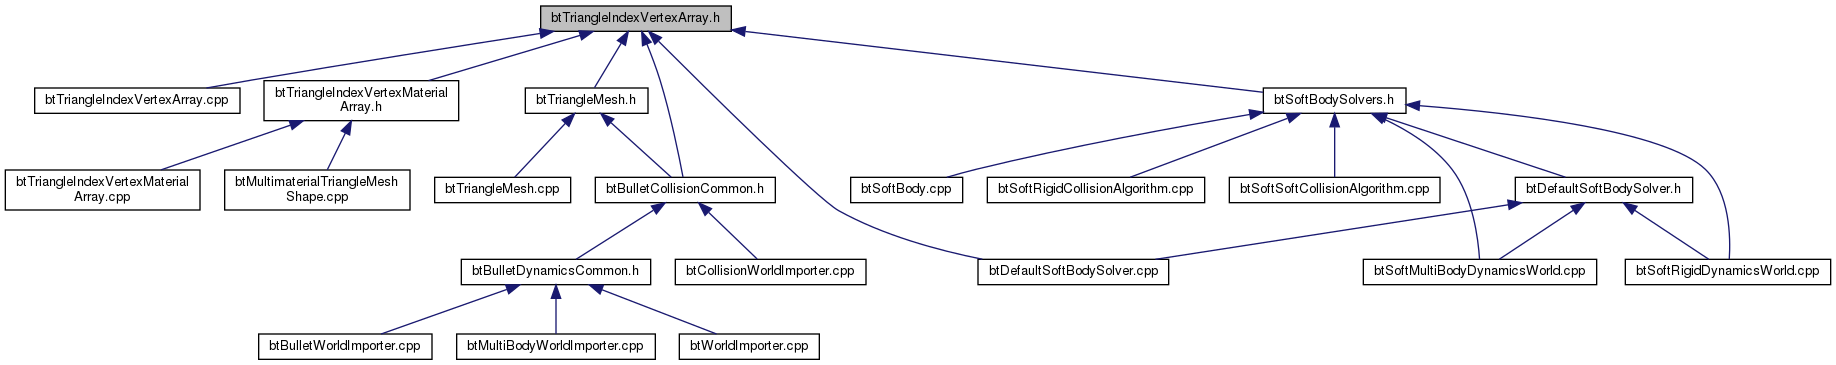 btTriangleIndexVertexArray.h
btTriangleIndexVertexArray.cpp
btTriangleIndexVertexMaterial
Array.h
btTriangleMesh.h
btSoftBodySolvers.h
btTriangleIndexVertexMaterial
Array.cpp
btMultimaterialTriangleMesh
Shape.cpp
btTriangleMesh.cpp
btBulletCollisionCommon.h
btSoftBody.cpp
btSoftRigidCollisionAlgorithm.cpp
btSoftSoftCollisionAlgorithm.cpp
btDefaultSoftBodySolver.h
btBulletDynamicsCommon.h
btCollisionWorldImporter.cpp
btDefaultSoftBodySolver.cpp
btSoftMultiBodyDynamicsWorld.cpp
btSoftRigidDynamicsWorld.cpp
btBulletWorldImporter.cpp
btMultiBodyWorldImporter.cpp
btWorldImporter.cpp